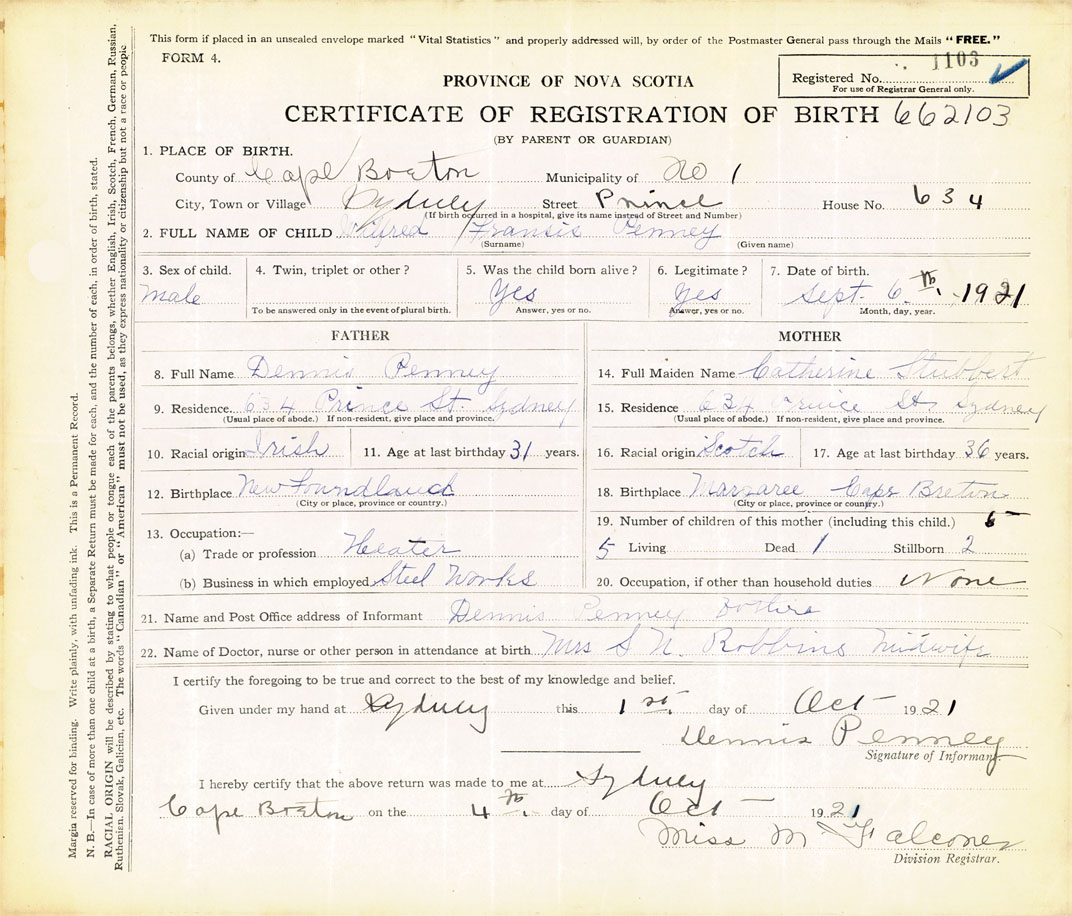 This form if placed in an unsealed envelope marked "Vital Statistics" and properly addressed will, by order of the Postmaster General pass through the Mails "FREE."
FORM 4.
1103
Registered No.
For use of Registrar General only.
PROVINCE OF NOVA SCOTIA
CERTIFICATE OF REGISTRATION OF BIRTH 662103
(BY PARENT OR GUARDIAN)
1. PLACE OF BIRTH.
County of Cape Breton Municipality of No 1
City, Town or Village Sydney Street Prince House No. 634
(If birth occurred in a hospital, give its name instead of Street and Number)
2. FULL NAME OF CHILD Wilfred Fransis Penney
(Surname) (Given name)
3. Sex of child. 4. Twin, triplet or other? 5. Was the child born alive? 6. Legitimate? 7. Date of birth.
Male Yes Yes Sept. 6th. 1921
To be answered only in the event of plural birth. Answer, yes or no. Answer, yes or no. Month, day, year.
FATHER
8. Full Name Dennis Penney
9. Residence 634 Prince St. Sydney
(Usual place of abode.) If non-resident, give place and province.
10. Racial origin Irish 11. Age at last birthday 31 years.
12. Birthplace Newfoundland
(City or place, province or country.)
13. Occupation:—
(a) Trade or profession Heater
(b) Business in which employed Steel Works
MOTHER
14. Full Maiden Name Catherine Stubbert
15. Residence 634 Prince St. Sydney
(Usual place of abode.) If non-resident, give place and province.
16. Racial origin Scotch 17. Age at last birthday 36 years.
18. Birthplace Margaree Cape Breton
(City or place, province or country.)
19. Number of children of this mother (including this child.)
5 Living Dead 1 Stillborn 2
20. Occupation, if other than household duties None
21. Name and Post Office address of Informant Dennis Penney
22. Name of Doctor, nurse or other person in attendance at birth Mrs S N. Robbins Midwife
I certify the foregoing to be true and correct to the best of my knowledge and belief.
Given under my hand at Sydney this 1st. day of Oct 1921
Dennis Penney
Signature of Informant.
I hereby certify that the above return was made to me at Sydney
Cape Breton on the 4th. day of Oct 1921
Miss M Falconer
Division Registrar.
Margin reserved for binding. Write plainly, with unfading ink. This is a Permanent Record.
N. B.—In case of more than one child at a birth, a Separate Return must be made for each, and the number of each, in order of birth, stated.
RACIAL ORIGIN will be described by stating to what people or tongue each of the parents belongs, whether English, Irish, Scotch, French, German, Russian,
Ruthenian, Slovak, Galician, etc. The words "Canadian" or "American" must not be used, as they express nationality or citizenship but not a race or people